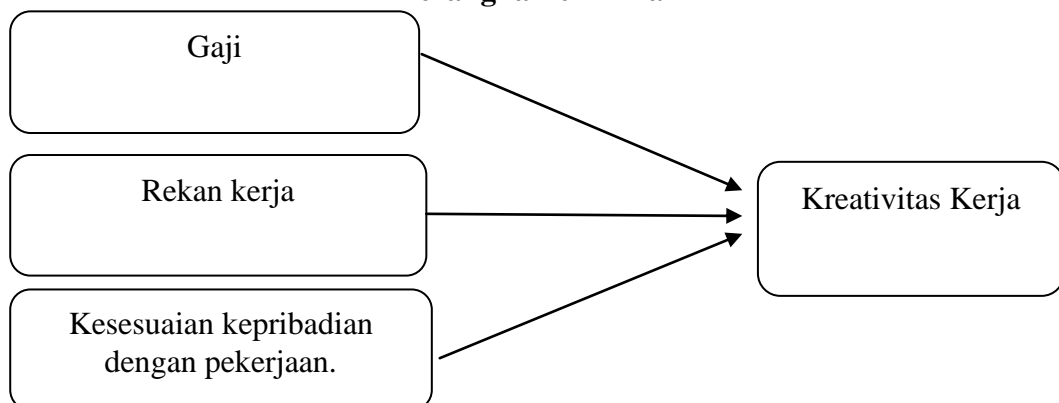 Gaji
Rekan kerja
Kreativitas Kerja
Kesesuaian kepribadian
dengan pekerjaan.